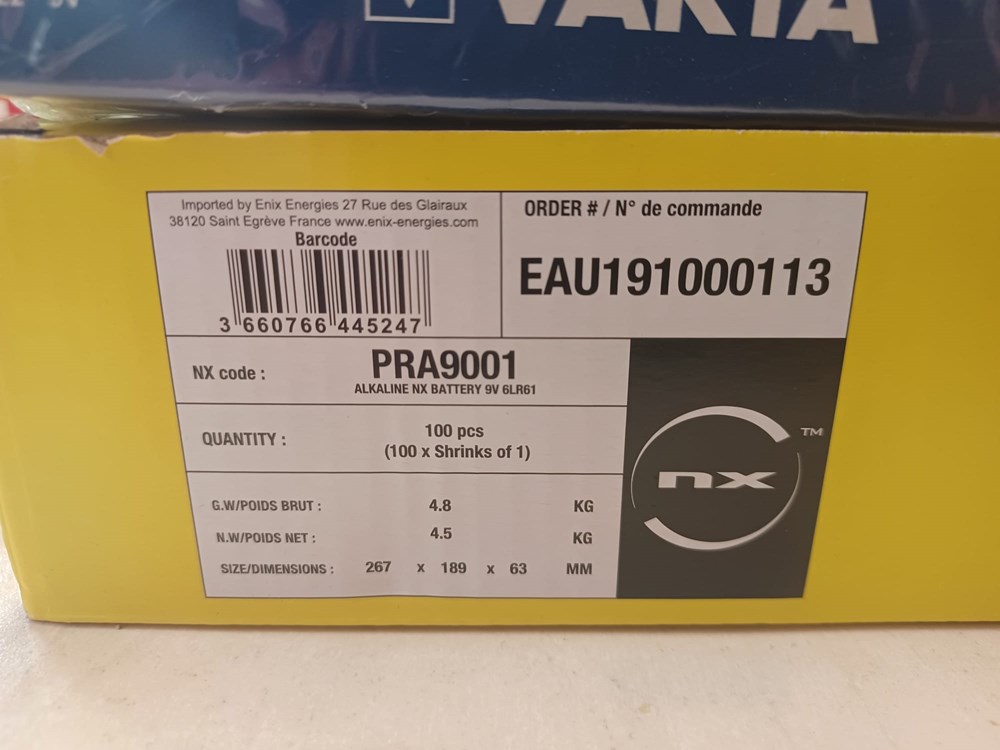 VARTA
Imported by Enix Energies 27 Rue des Glairaux
38120 Saint Egrève France www.enix-energies.com
Barcode
3 660766 445247
ORDER # / N° de commande
EAU191000113
NX code :
PRA9001
ALKALINE NX BATTERY 9V 6LR61
QUANTITY :
100 pcs
(100 x Shrinks of 1)
G.W/POIDS BRUT : 4.8 KG
N.W/POIDS NET : 4.5 KG
SIZE/DIMENSIONS : 267 x 189 x 63 MM
nx TM